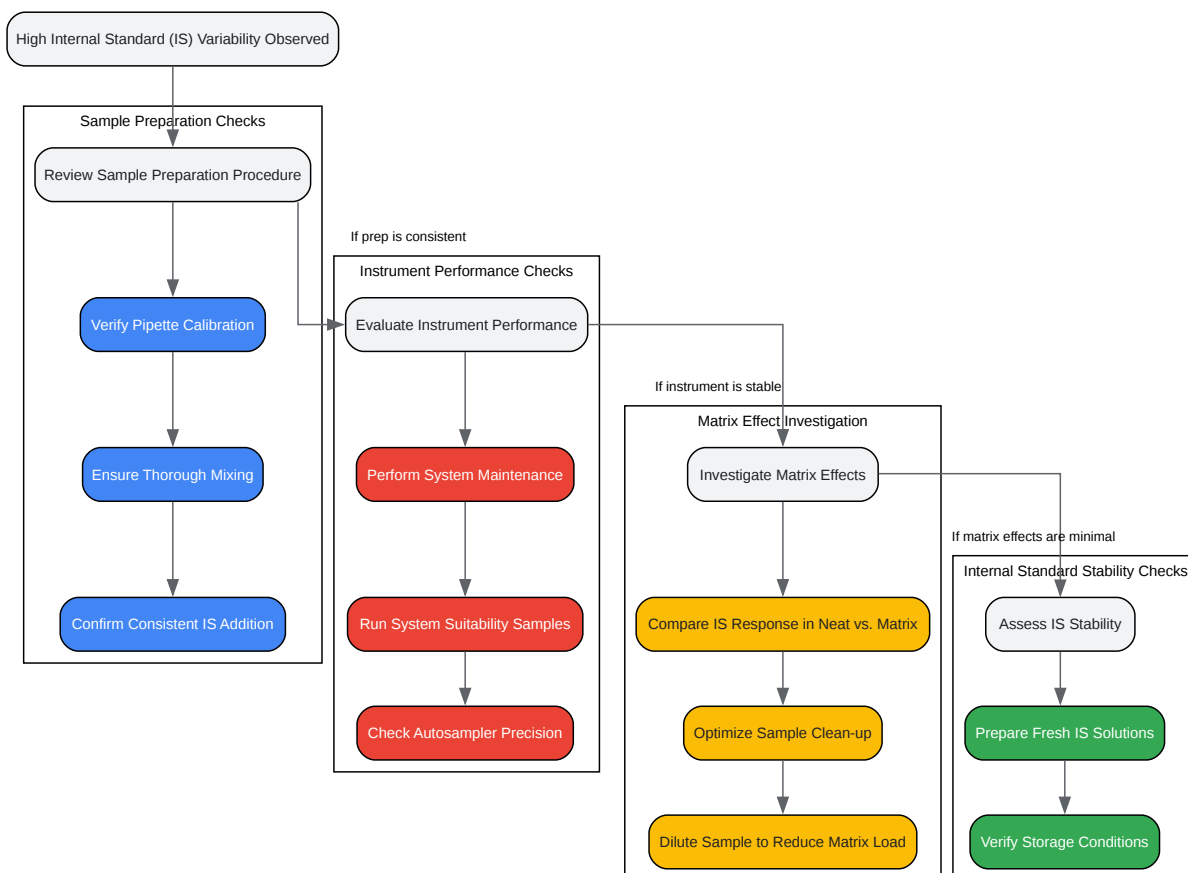 High Internal Standard (IS) Variability Observed
Sample Preparation Checks
Review Sample Preparation Procedure
Verify Pipette Calibration
Ensure Thorough Mixing
Confirm Consistent IS Addition
If prep is consistent
Instrument Performance Checks
Evaluate Instrument Performance
Perform System Maintenance
Run System Suitability Samples
Check Autosampler Precision
If instrument is stable
Matrix Effect Investigation
Investigate Matrix Effects
Compare IS Response in Neat vs. Matrix
Optimize Sample Clean-up
Dilute Sample to Reduce Matrix Load
If matrix effects are minimal
Internal Standard Stability Checks
Assess IS Stability
Prepare Fresh IS Solutions
Verify Storage Conditions